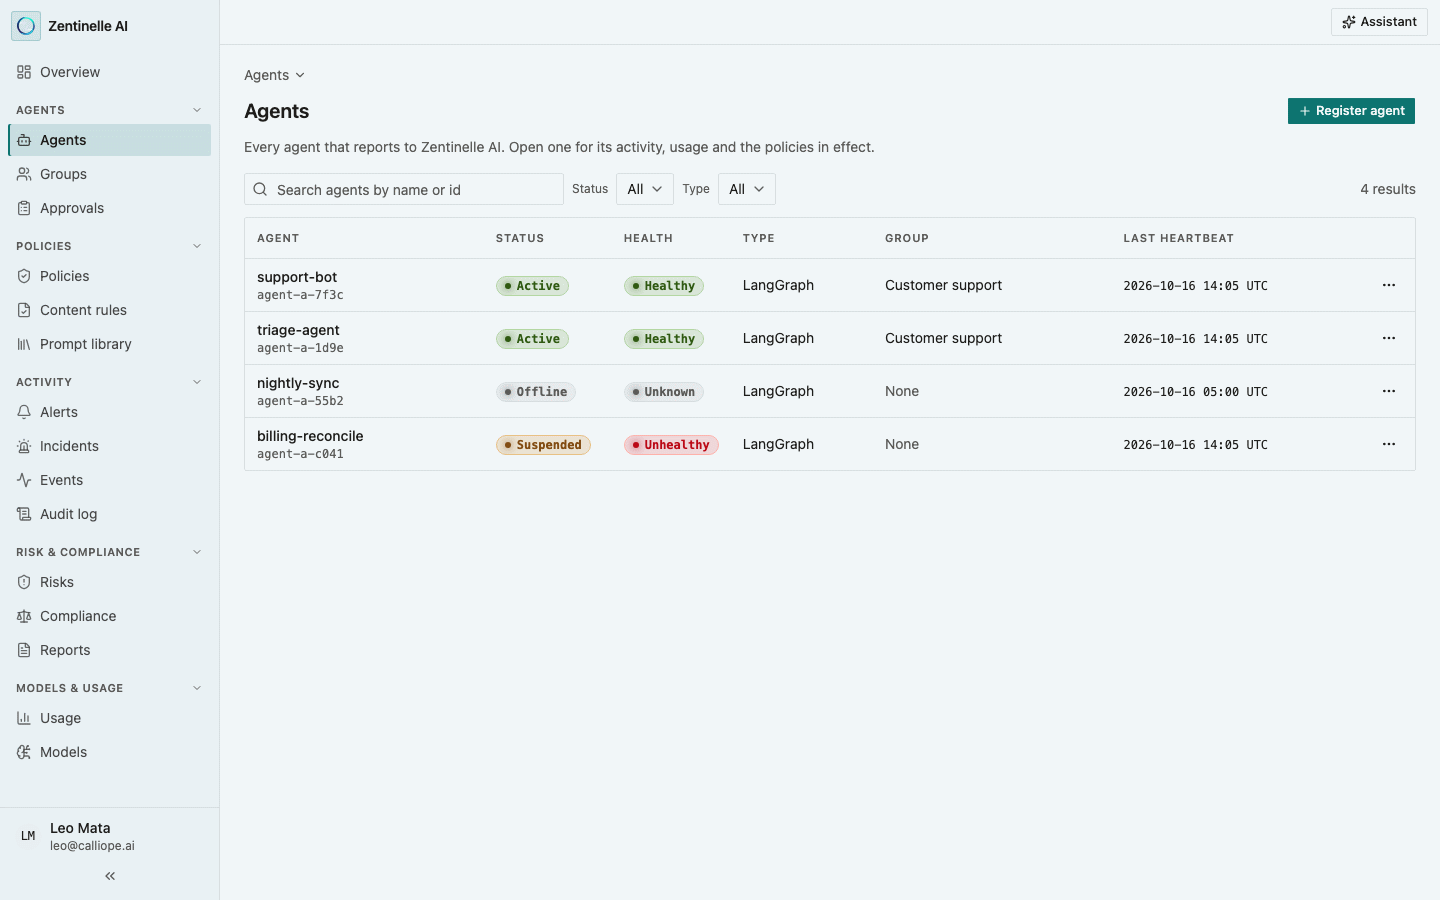 Zentinelle AI
Assistant
Overview
AGENTS
Agents
Groups
Approvals
POLICIES
Policies
Content rules
Prompt library
ACTIVITY
Alerts
Incidents
Events
Audit log
RISK & COMPLIANCE
Risks
Compliance
Reports
MODELS & USAGE
Usage
Models
LM
Leo Mata
leo@calliope.ai
Agents
Agents
Register agent
Every agent that reports to Zentinelle AI. Open one for its activity, usage and the policies in effect.
Search agents by name or id Status All Type All 4 results
AGENT STATUS HEALTH TYPE GROUP LAST HEARTBEAT
support-bot
agent-a-7f3c
Active Healthy LangGraph Customer support 2026-10-16 14:05 UTC
triage-agent
agent-a-1d9e
Active Healthy LangGraph Customer support 2026-10-16 14:05 UTC
nightly-sync
agent-a-55b2
Offline Unknown LangGraph None 2026-10-16 05:00 UTC
billing-reconcile
agent-a-c041
Suspended Unhealthy LangGraph None 2026-10-16 14:05 UTC